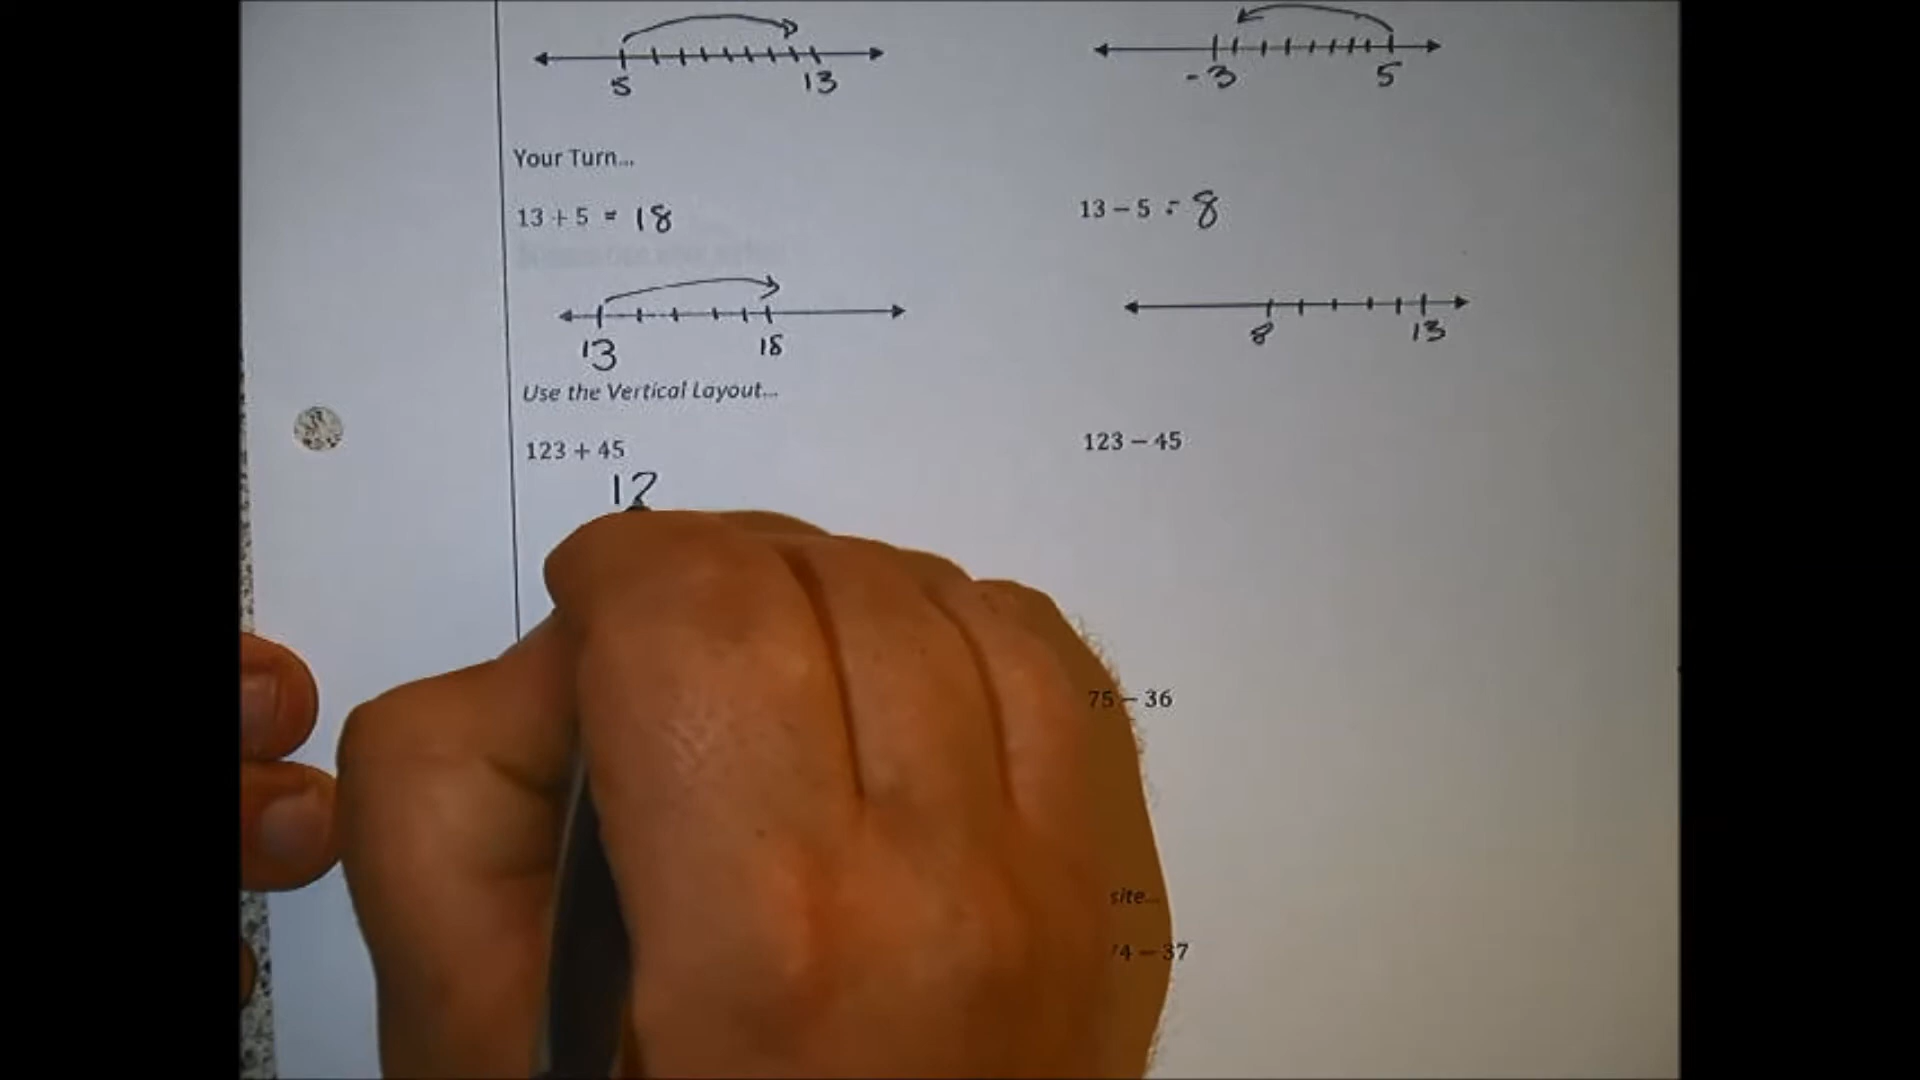 5 13
-3 5
Your Turn...
13 + 5 = 18
13 – 5 = 8
13 18
8 13
Use the Vertical Layout...
123 + 45
12
123 – 45
75 – 36
site...
4 – 37